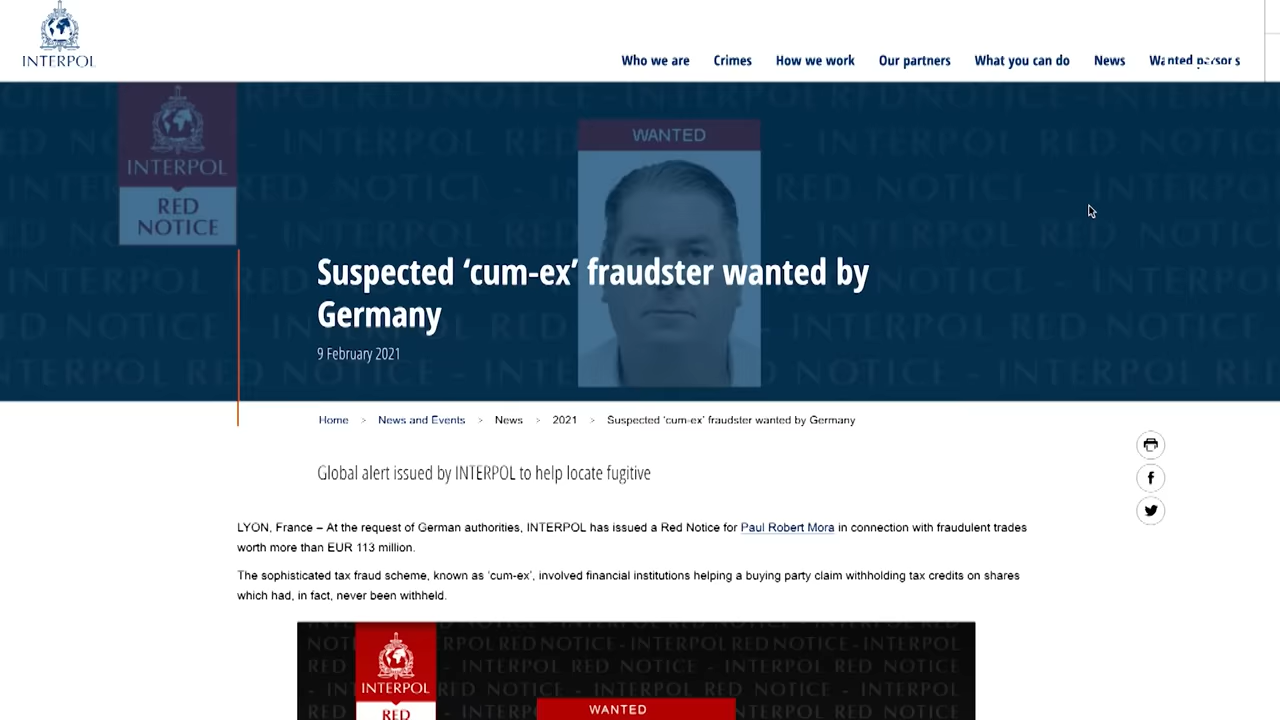 INTERPOL
Who we are Crimes How we work Our partners What you can do News Wanted persons
WANTED
INTERPOL
RED
NOTICE
Suspected ‘cum-ex’ fraudster wanted by
Germany
9 February 2021
Home > News and Events > News > 2021 > Suspected ‘cum-ex’ fraudster wanted by Germany
Global alert issued by INTERPOL to help locate fugitive
LYON, France – At the request of German authorities, INTERPOL has issued a Red Notice for Paul Robert Mora in connection with fraudulent trades
worth more than EUR 113 million.
The sophisticated tax fraud scheme, known as ‘cum-ex’, involved financial institutions helping a buying party claim withholding tax credits on shares
which had, in fact, never been withheld.
INTERPOL
RED
WANTED